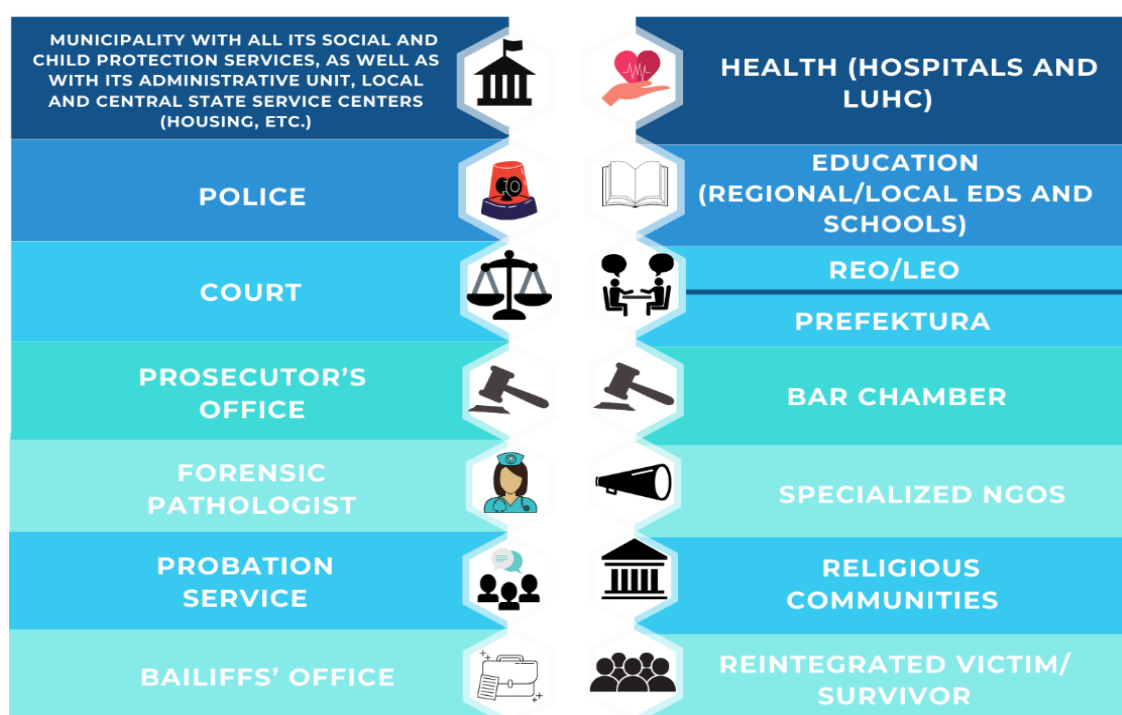 MUNICIPALITY WITH ALL ITS SOCIAL AND
CHILD PROTECTION SERVICES, AS WELL AS
WITH ITS ADMINISTRATIVE UNIT, LOCAL
AND CENTRAL STATE SERVICE CENTERS
(HOUSING, ETC.)
POLICE
COURT
PROSECUTOR'S
OFFICE
FORENSIC
PATHOLOGIST
PROBATION
SERVICE
BAILIFFS' OFFICE
HEALTH (HOSPITALS AND
LUHC)
EDUCATION
(REGIONAL/LOCAL EDS AND
SCHOOLS)
REO/LEO
PREFEKTURA
BAR CHAMBER
SPECIALIZED NGOS
RELIGIOUS
COMMUNITIES
REINTEGRATED VICTIM/
SURVIVOR